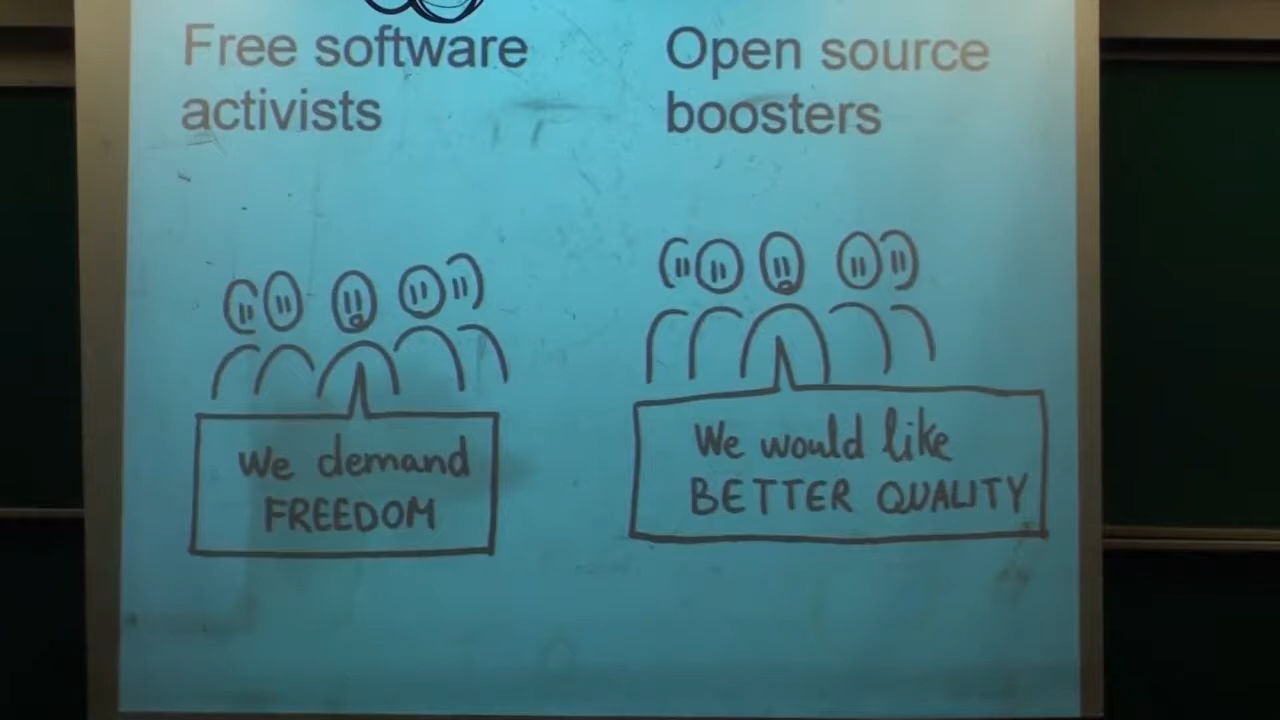 Free software
activists
We demand
FREEDOM
Open source
boosters
We would like
BETTER QUALITY